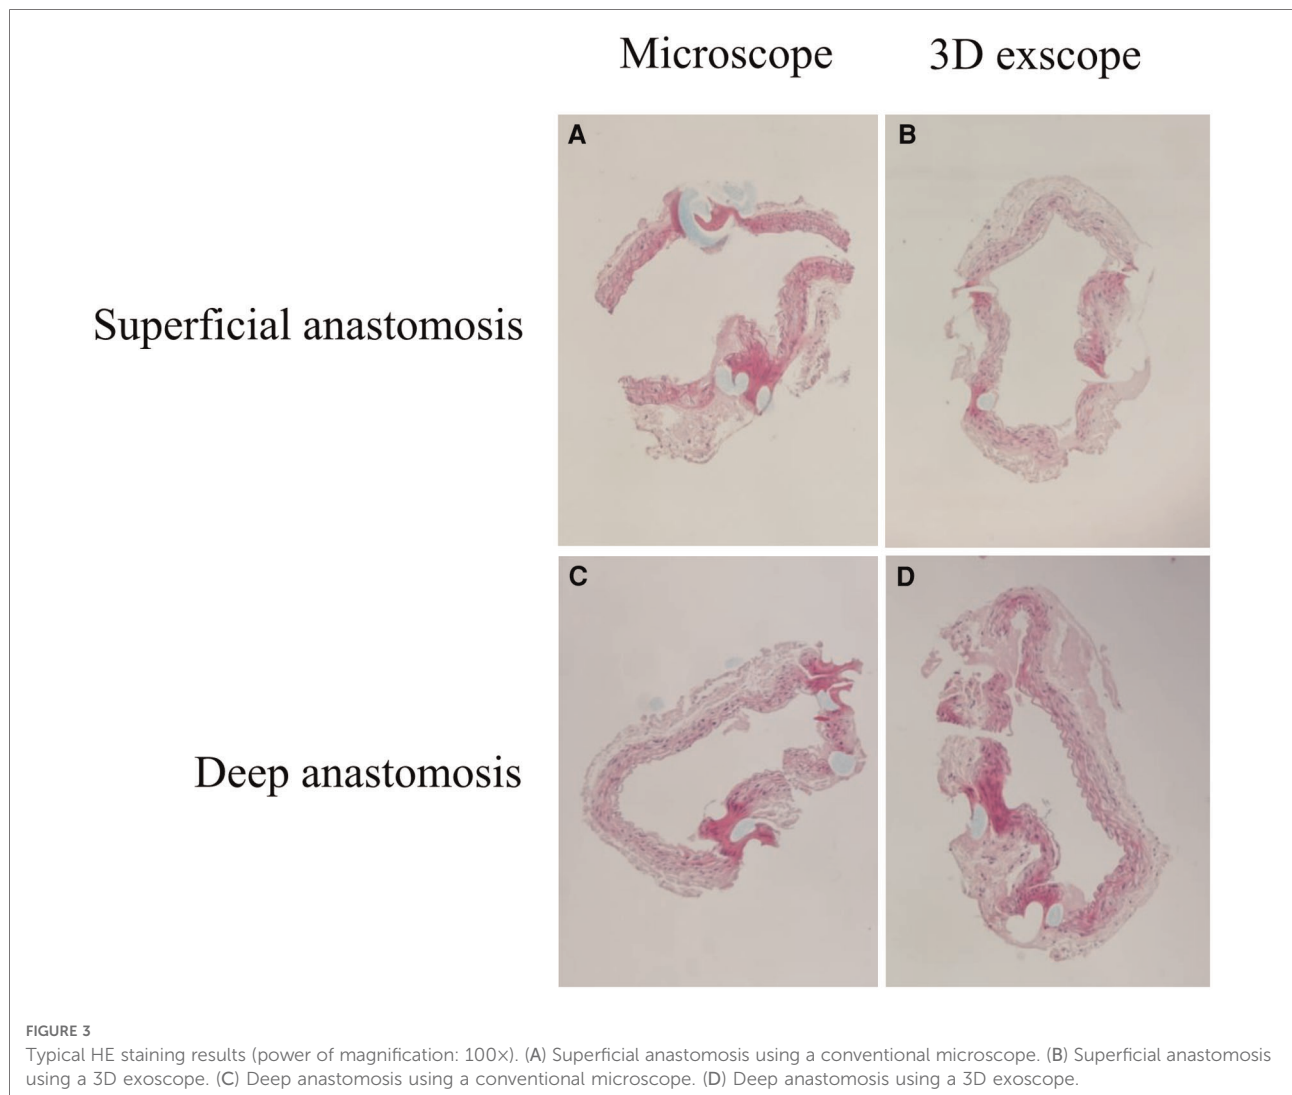 Microscope 3D exscope
A B
Superficial anastomosis
C D
Deep anastomosis
FIGURE 3
Typical HE staining results (power of magnification: 100×). (A) Superficial anastomosis using a conventional microscope. (B) Superficial anastomosis
using a 3D exoscope. (C) Deep anastomosis using a conventional microscope. (D) Deep anastomosis using a 3D exoscope.